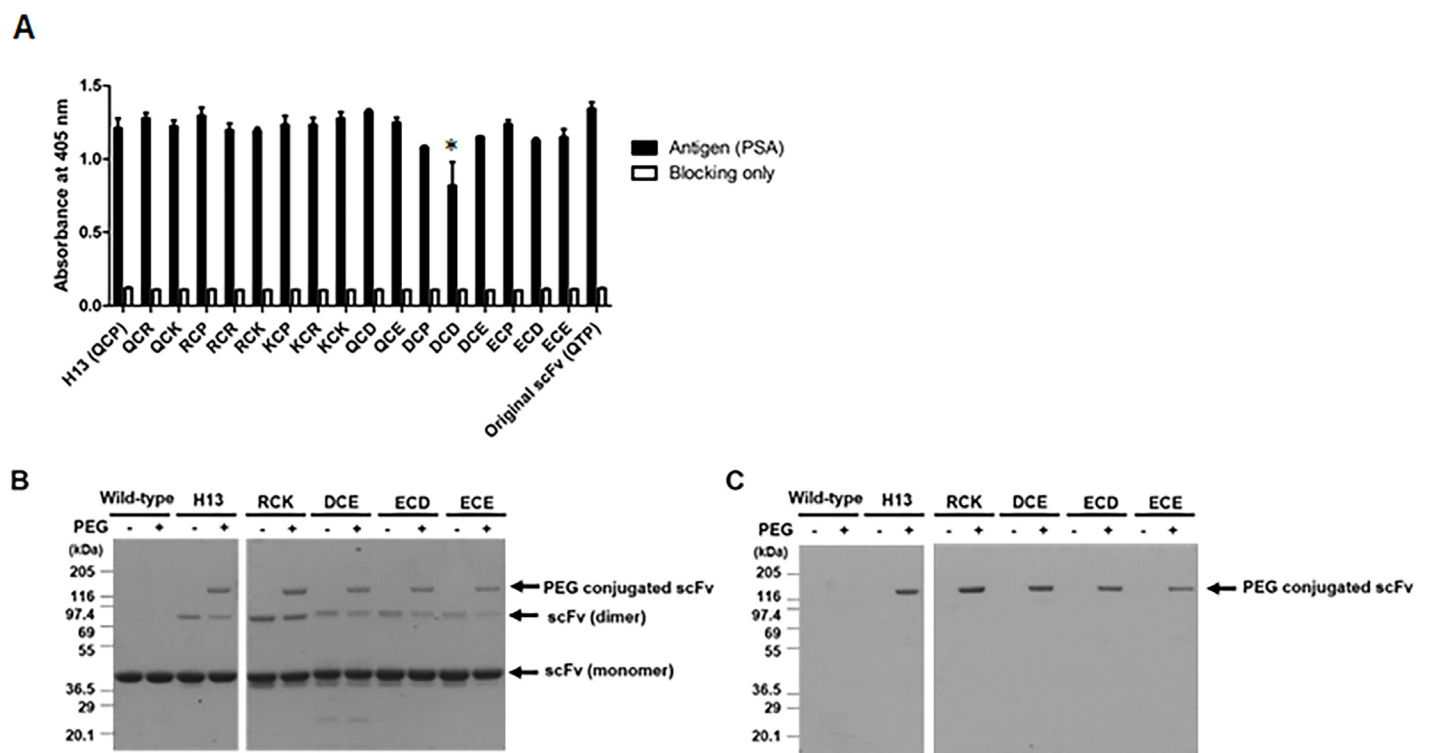 A
Absorbance at 405 nm
1.5
1.0
0.5
0.0
*
Antigen (PSA)
Blocking only
H13 (QCP)
QCR
QCK
RCP
RCR
RCK
KCP
KCR
KCK
QCD
QCE
DCP
DCD
DCE
ECP
ECD
ECE
Original scFv (QTP)
B
Wild-type H13 RCK DCE ECD ECE
PEG - + - + - + - + - + - +
(kDa)
205
116
97.4
69
55
36.5
29
20.1
PEG conjugated scFv
scFv (dimer)
scFv (monomer)
C
Wild-type H13 RCK DCE ECD ECE
PEG - + - + - + - + - + - +
(kDa)
205
116
97.4
69
55
36.5
29
20.1
PEG conjugated scFv